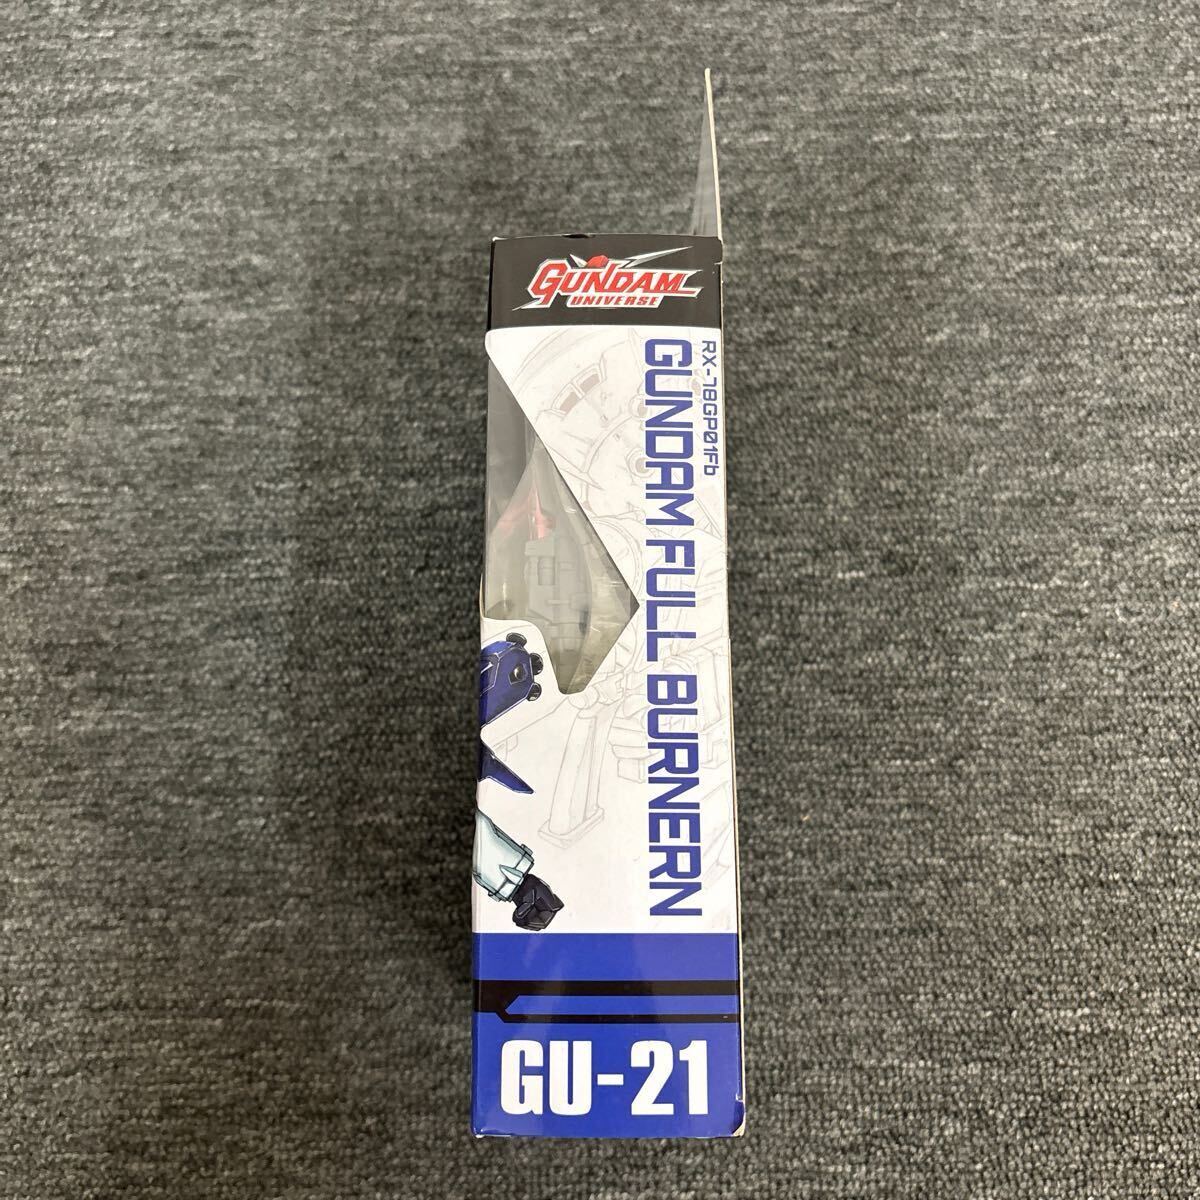 GUNDAM
UNIVERSE
RX-78GP01Fb
GUNDAM FULL BURNERN
GU-21